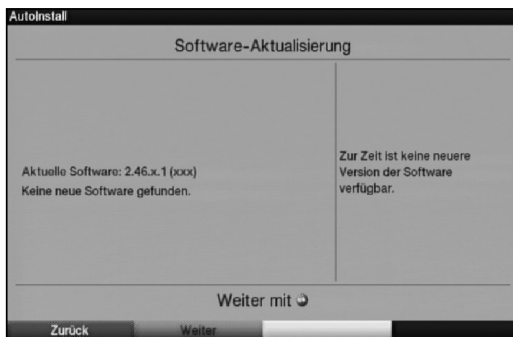 AutoInstall
Software-Aktualisierung
Aktuelle Software: 2.46.x.1 (xxx)
Keine neue Software gefunden.
Zur Zeit ist keine neuere
Version der Software
verfügbar.
Weiter mit
Zurück
Weiter